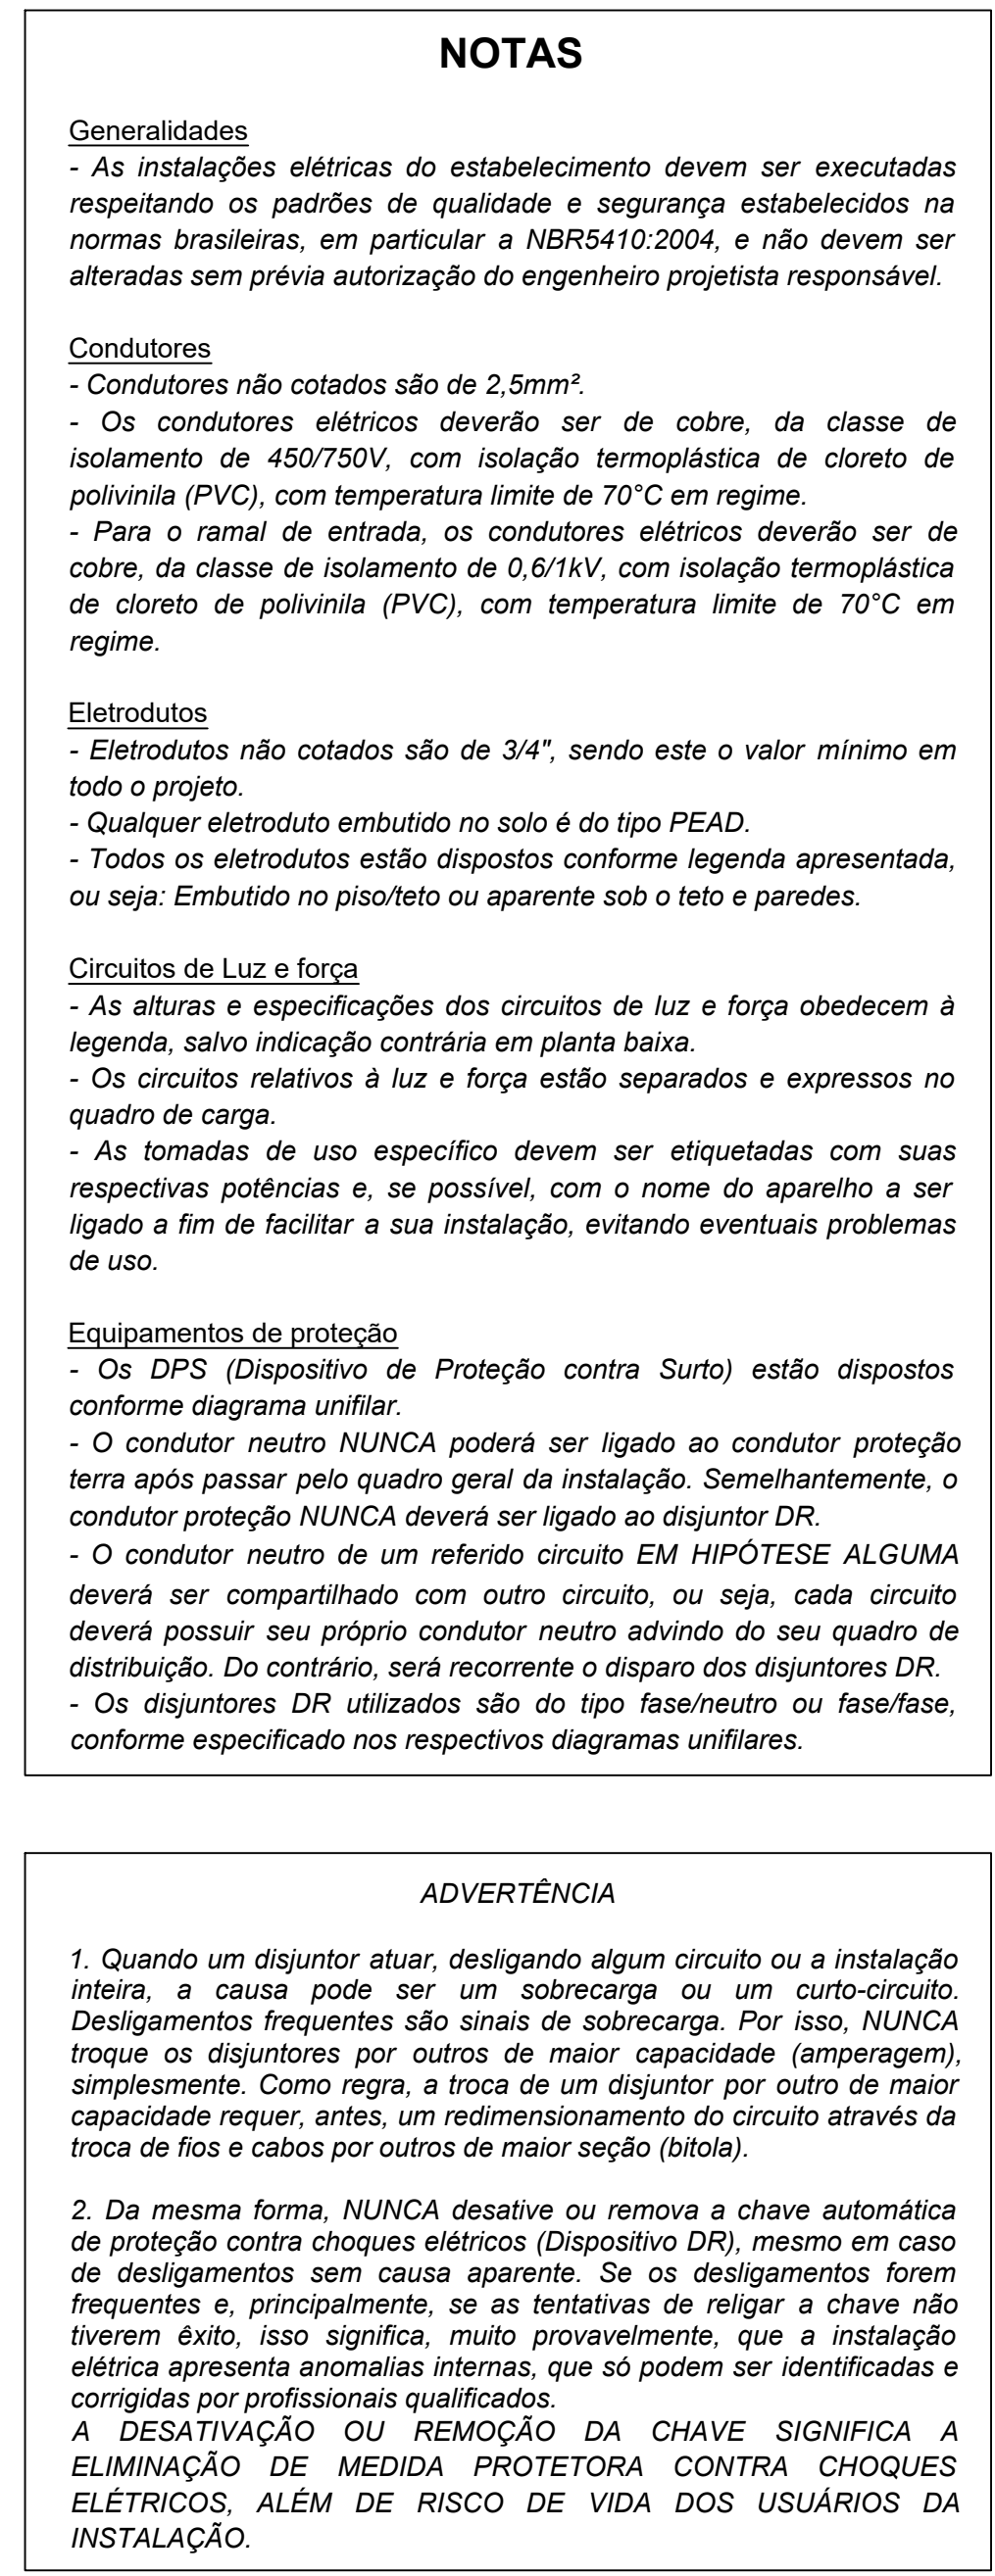 NOTAS
Generalidades
- As instalações elétricas do estabelecimento devem ser executadas
respeitando os padrões de qualidade e segurança estabelecidos na
normas brasileiras, em particular a NBR5410:2004, e não devem ser
alteradas sem prévia autorização do engenheiro projetista responsável.
Condutores
- Condutores não cotados são de 2,5mm².
- Os condutores elétricos deverão ser de cobre, da classe de
isolamento de 450/750V, com isolação termoplástica de cloreto de
polivinila (PVC), com temperatura limite de 70°C em regime.
- Para o ramal de entrada, os condutores elétricos deverão ser de
cobre, da classe de isolamento de 0,6/1kV, com isolação termoplástica
de cloreto de polivinila (PVC), com temperatura limite de 70°C em
regime.
Eletrodutos
- Eletrodutos não cotados são de 3/4", sendo este o valor mínimo em
todo o projeto.
- Qualquer eletroduto embutido no solo é do tipo PEAD.
- Todos os eletrodutos estão dispostos conforme legenda apresentada,
ou seja: Embutido no piso/teto ou aparente sob o teto e paredes.
Circuitos de Luz e força
- As alturas e especificações dos circuitos de luz e força obedecem à
legenda, salvo indicação contrária em planta baixa.
- Os circuitos relativos à luz e força estão separados e expressos no
quadro de carga.
- As tomadas de uso específico devem ser etiquetadas com suas
respectivas potências e, se possível, com o nome do aparelho a ser
ligado a fim de facilitar a sua instalação, evitando eventuais problemas
de uso.
Equipamentos de proteção
- Os DPS (Dispositivo de Proteção contra Surto) estão dispostos
conforme diagrama unifilar.
- O condutor neutro NUNCA poderá ser ligado ao condutor proteção
terra após passar pelo quadro geral da instalação. Semelhantemente, o
condutor proteção NUNCA deverá ser ligado ao disjuntor DR.
- O condutor neutro de um referido circuito EM HIPÓTESE ALGUMA
deverá ser compartilhado com outro circuito, ou seja, cada circuito
deverá possuir seu próprio condutor neutro advindo do seu quadro de
distribuição. Do contrário, será recorrente o disparo dos disjuntores DR.
- Os disjuntores DR utilizados são do tipo fase/neutro ou fase/fase,
conforme especificado nos respectivos diagramas unifilares.
ADVERTÊNCIA
1. Quando um disjuntor atuar, desligando algum circuito ou a instalação
inteira, a causa pode ser um sobrecarga ou um curto-circuito.
Desligamentos frequentes são sinais de sobrecarga. Por isso, NUNCA
troque os disjuntores por outros de maior capacidade (amperagem),
simplesmente. Como regra, a troca de um disjuntor por outro de maior
capacidade requer, antes, um redimensionamento do circuito através da
troca de fios e cabos por outros de maior seção (bitola).
2. Da mesma forma, NUNCA desative ou remova a chave automática
de proteção contra choques elétricos (Dispositivo DR), mesmo em caso
de desligamentos sem causa aparente. Se os desligamentos forem
frequentes e, principalmente, se as tentativas de religar a chave não
tiverem êxito, isso significa, muito provavelmente, que a instalação
elétrica apresenta anomalias internas, que só podem ser identificadas e
corrigidas por profissionais qualificados.
A DESATIVAÇÃO OU REMOÇÃO DA CHAVE SIGNIFICA A
ELIMINAÇÃO DE MEDIDA PROTETORA CONTRA CHOQUES
ELÉTRICOS, ALÉM DE RISCO DE VIDA DOS USUÁRIOS DA
INSTALAÇÃO.